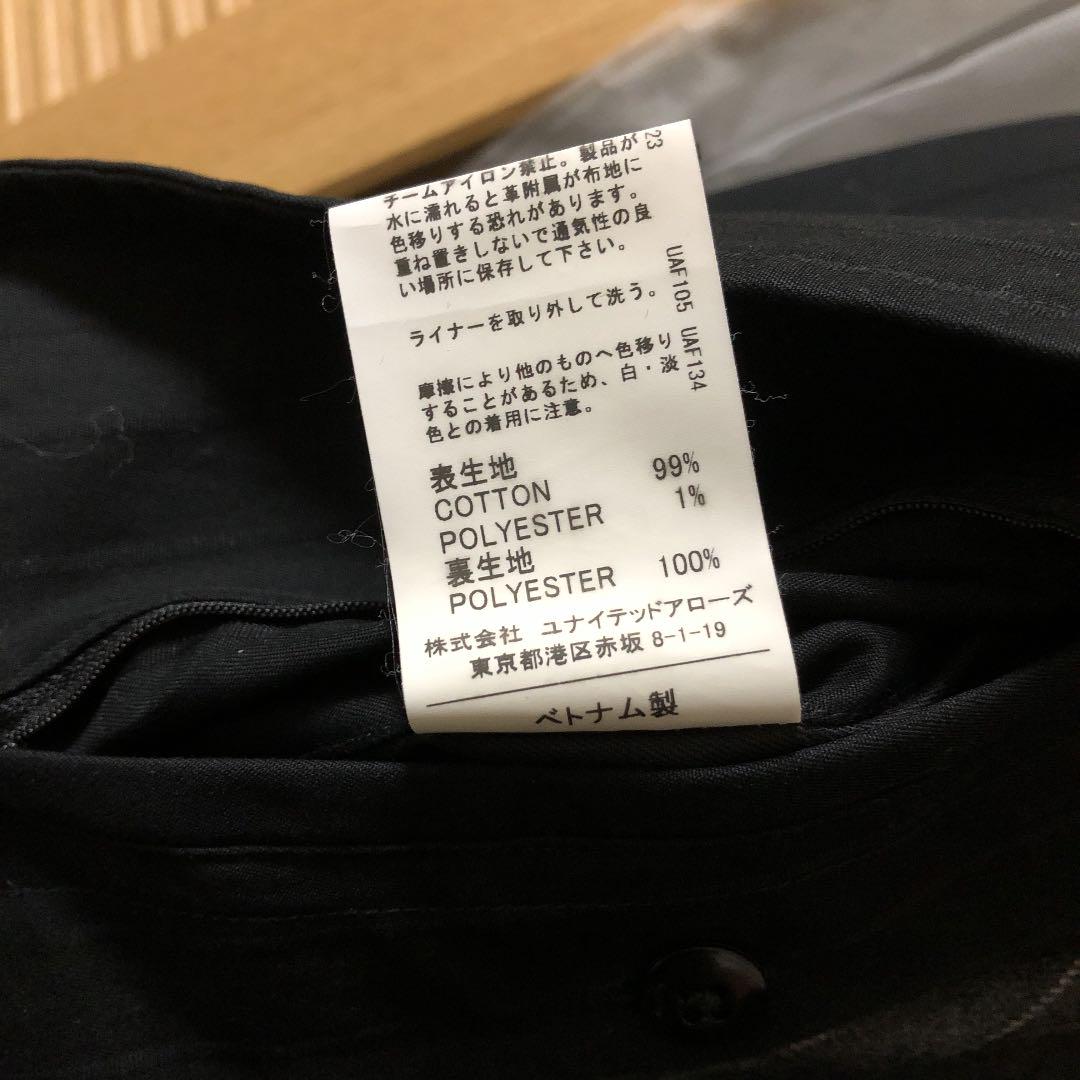 チームアイロン禁止。製品が
水に濡れると革附属が布地に
色移りする恐れがあります。
重ね置きしないで通気性の良
い場所に保存して下さい。
ライナーを取り外して洗う。
摩擦により他のものへ色移り
することがあるため、白・淡
色との着用に注意。
表生地
COTTON 99%
POLYESTER 1%
裏生地
POLYESTER 100%
株式会社 ユナイテッドアローズ
東京都港区赤坂 8-1-19
ベトナム製
23
UAF105 UAF134